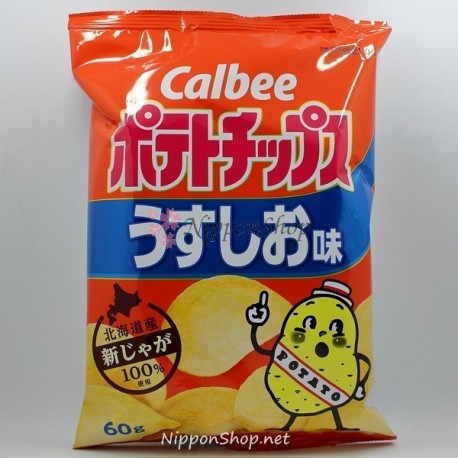 Calbee
ポテトチップス
うすしお味
NipponShop
北海道産
新じゃが
100%
使用
POTATO
60g
NipponShop.net